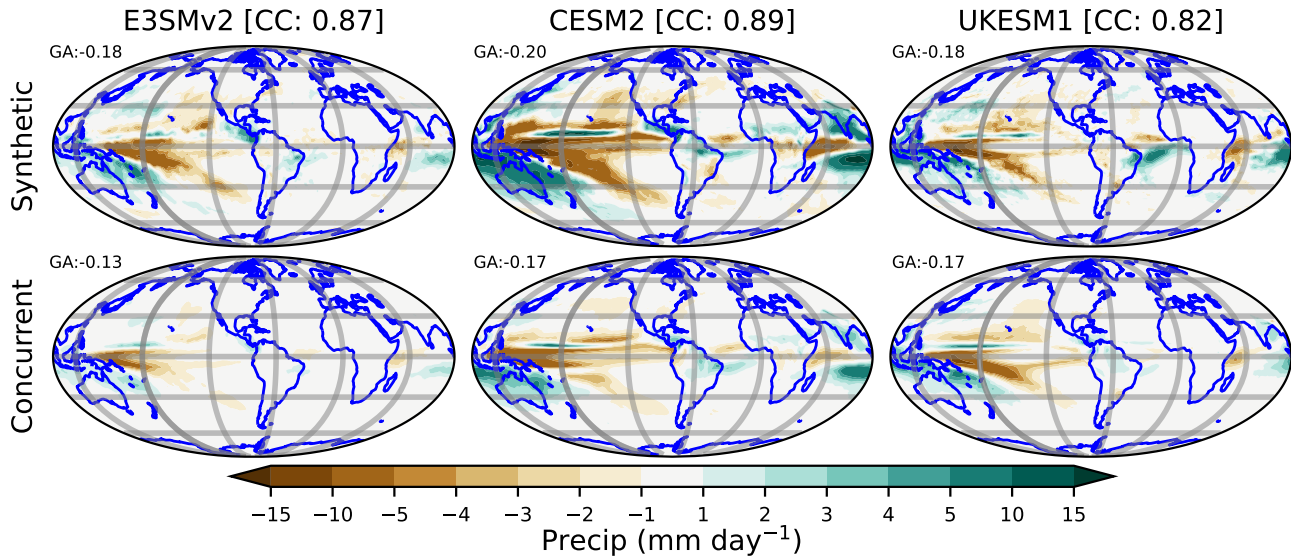 E3SMv2 [CC: 0.87] CESM2 [CC: 0.89] UKESM1 [CC: 0.82]
GA:-0.18 GA:-0.20 GA:-0.18
Synthetic
GA:-0.13 GA:-0.17 GA:-0.17
Concurrent
−15 −10 −5 −4 −3 −2 −1 1 2 3 4 5 10 15
Precip (mm day⁻¹)